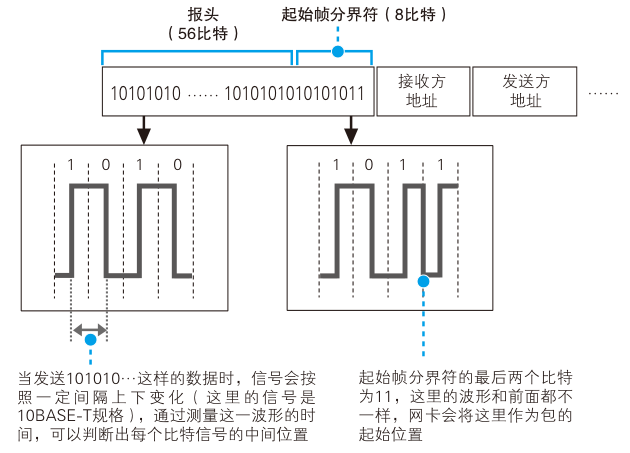 报头
（56比特）
起始帧分界符（8比特）
10101010 …… 1010101010101011
接收方
地址
发送方
地址
……
1 0 1 0
1 0 1 1
当发送101010…这样的数据时，信号会按
照一定间隔上下变化（这里的信号是
10BASE-T规格），通过测量这一波形的时
间，可以判断出每个比特信号的中间位置
起始帧分界符的最后两个比特
为11，这里的波形和前面都不
一样，网卡会将这里作为包的
起始位置